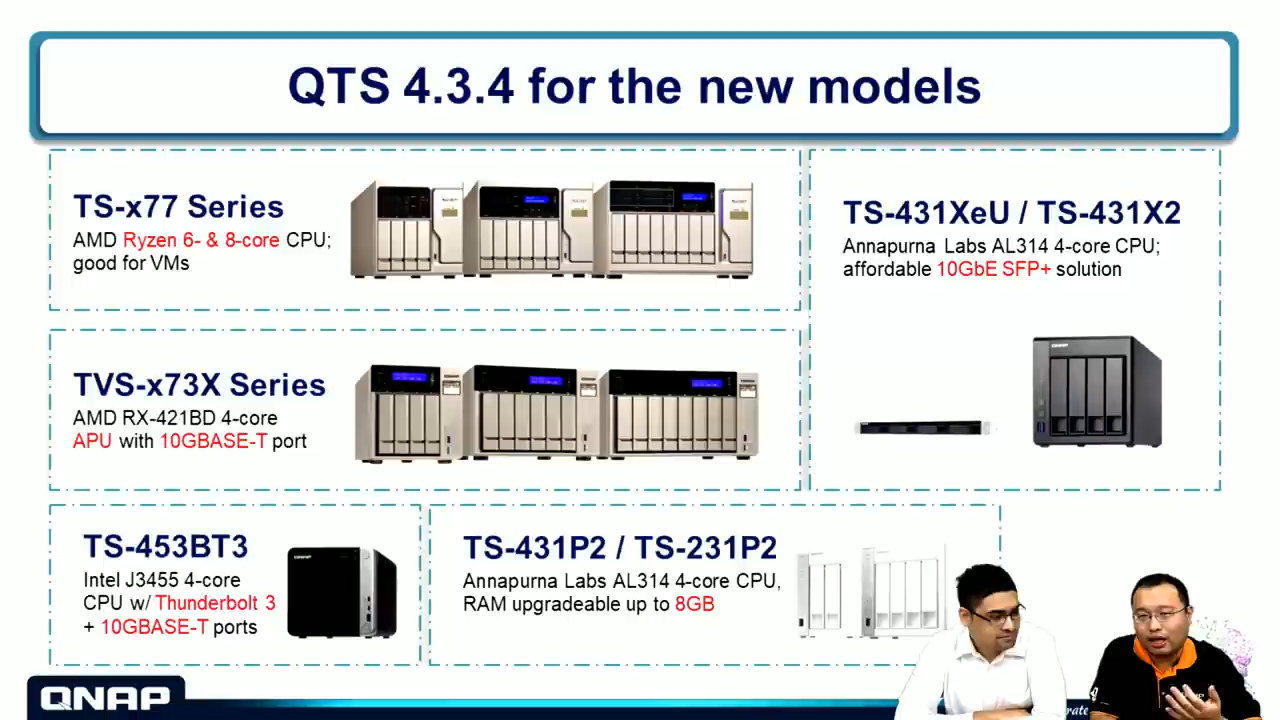 QTS 4.3.4 for the new models
TS-x77 Series
AMD Ryzen 6- & 8-core CPU;
good for VMs
TVS-x73X Series
AMD RX-421BD 4-core
APU with 10GBASE-T port
TS-431XeU / TS-431X2
Annapurna Labs AL314 4-core CPU;
affordable 10GbE SFP+ solution
QNAP
TS-453BT3
Intel J3455 4-core
CPU w/ Thunderbolt 3
+ 10GBASE-T ports
TS-431P2 / TS-231P2
Annapurna Labs AL314 4-core CPU,
RAM upgradeable up to 8GB
QNAP